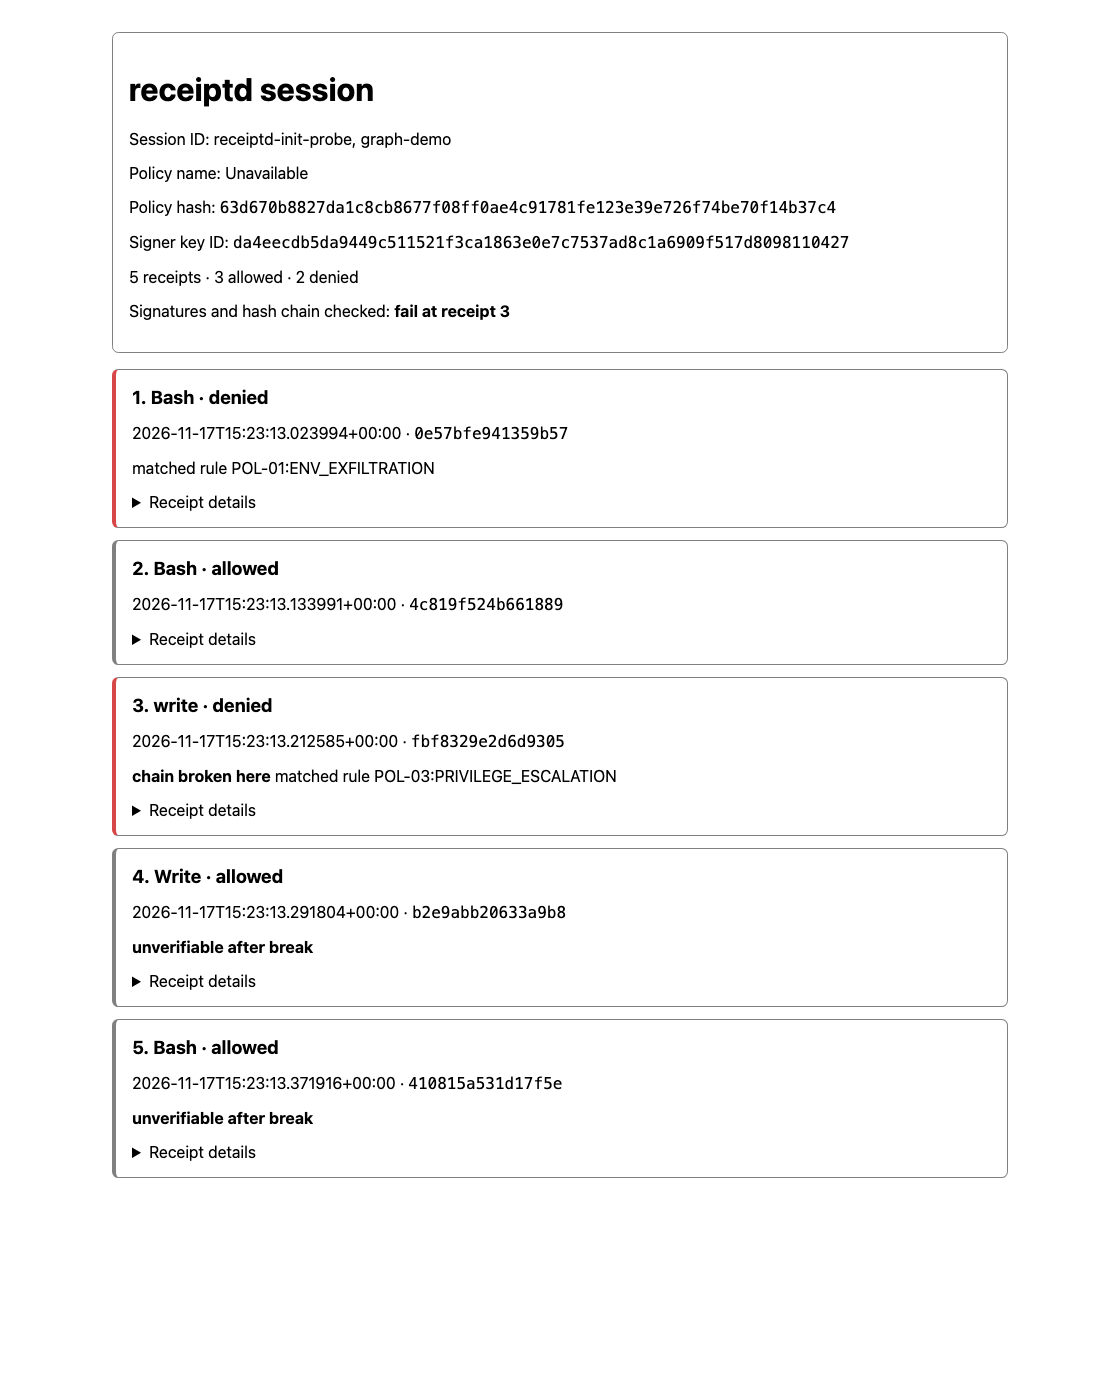 receiptd session
Session ID: receiptd-init-probe, graph-demo
Policy name: Unavailable
Policy hash: 63d670b8827da1c8cb8677f08ff0ae4c91781fe123e39e726f74be70f14b37c4
Signer key ID: da4eecdb5da9449c511521f3ca1863e0e7c7537ad8c1a6909f517d8098110427
5 receipts · 3 allowed · 2 denied
Signatures and hash chain checked: fail at receipt 3
1. Bash · denied
2026-11-17T15:23:13.023994+00:00 · 0e57bfe941359b57
matched rule POL-01:ENV_EXFILTRATION
▶ Receipt details
2. Bash · allowed
2026-11-17T15:23:13.133991+00:00 · 4c819f524b661889
▶ Receipt details
3. write · denied
2026-11-17T15:23:13.212585+00:00 · fbf8329e2d6d9305
chain broken here matched rule POL-03:PRIVILEGE_ESCALATION
▶ Receipt details
4. Write · allowed
2026-11-17T15:23:13.291804+00:00 · b2e9abb20633a9b8
unverifiable after break
▶ Receipt details
5. Bash · allowed
2026-11-17T15:23:13.371916+00:00 · 410815a531d17f5e
unverifiable after break
▶ Receipt details